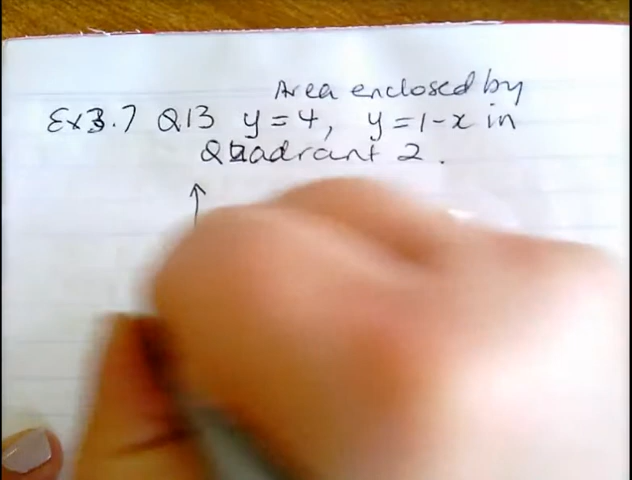 Area enclosed by
Ex3.7 Q13 y = 4, y = 1 - x in
Quadrant 2.